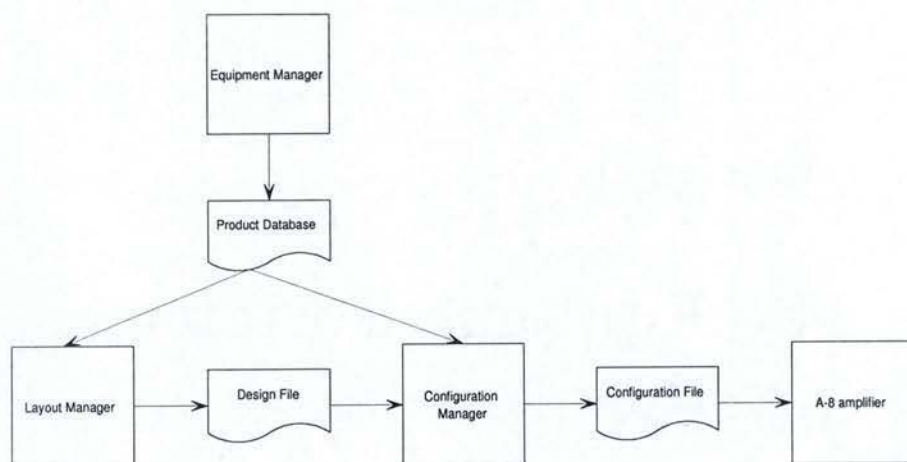 Equipment Manager
Product Database
Layout Manager
Design File
Configuration
Manager
Configuration File
A-8 amplifier